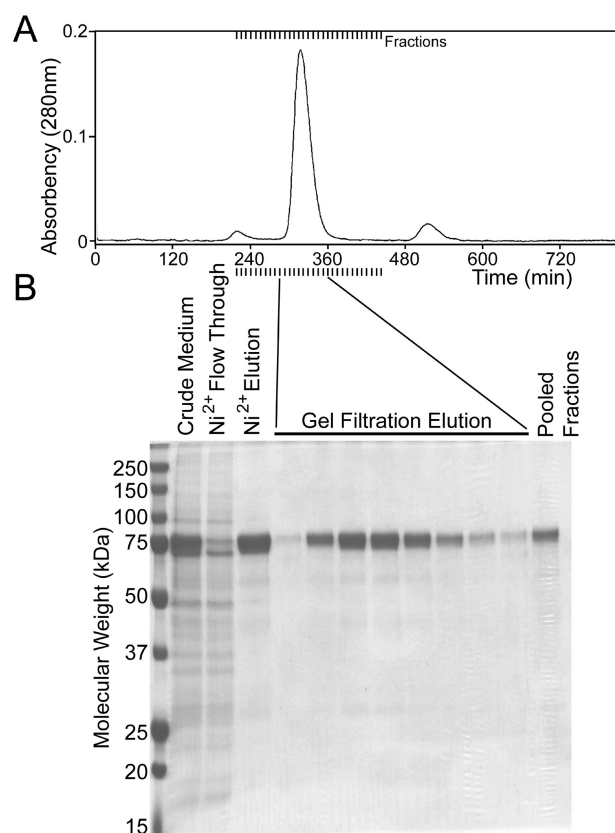 A
0.2
Fractions
0.1
0
Absorbency (280nm)
0 120 240 360 480 600 720
Time (min)
B
Crude Medium
Ni2+ Flow Through
Ni2+ Elution
Gel Filtration Elution
Pooled
Fractions
Molecular Weight (kDa)
250
150
100
75
50
37
25
20
15